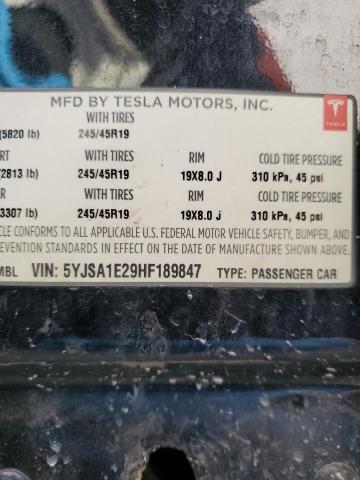 MFD BY TESLA MOTORS, INC.
WITH TIRES
(5820 lb) 245/45R19
TESLA
RT WITH TIRES RIM COLD TIRE PRESSURE
(2813 lb) 245/45R19 19X8.0 J 310 kPa, 45 psi
AR WITH TIRES RIM COLD TIRE PRESSURE
(3307 lb) 245/45R19 19X8.0 J 310 kPa, 45 psi
CLE CONFORMS TO ALL APPLICABLE U.S. FEDERAL MOTOR VEHICLE SAFETY, BUMPER, AND
EVENTION STANDARDS IN EFFECT ON THE DATE OF MANUFACTURE SHOWN ABOVE.
MBL VIN: 5YJSA1E29HF189847 TYPE: PASSENGER CAR